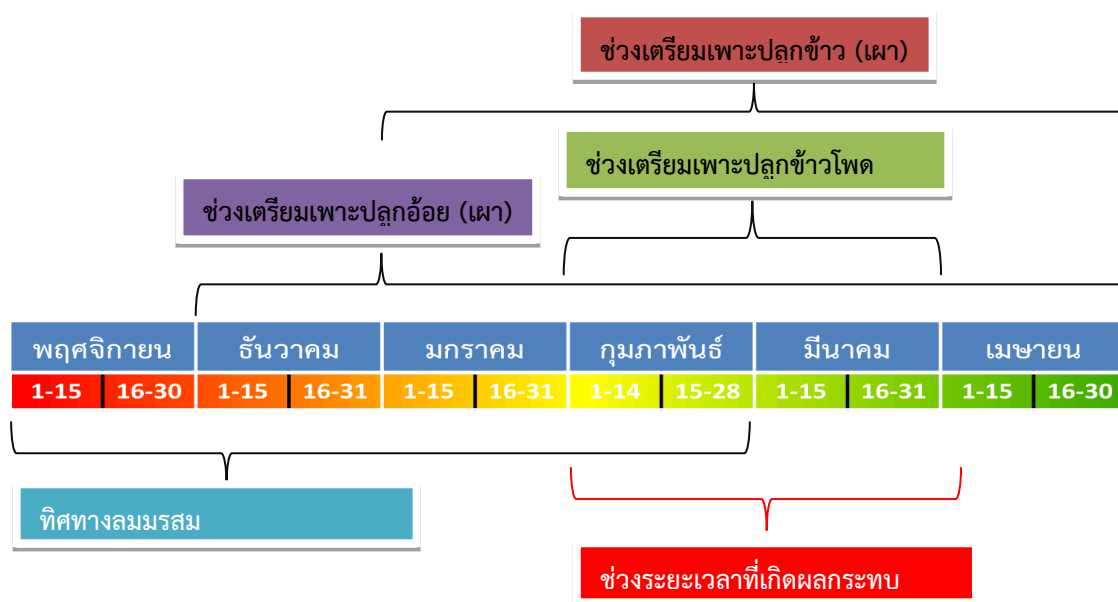 ช่วงเตรียมเพาะปลูกข้าว (เผา)
ช่วงเตรียมเพาะปลูกข้าวโพด
ช่วงเตรียมเพาะปลูกอ้อย (เผา)
พฤศจิกายน ธันวาคม มกราคม กุมภาพันธ์ มีนาคม เมษายน
1-15 16-30 1-15 16-31 1-15 16-31 1-14 15-28 1-15 16-31 1-15 16-30
ทิศทางลมมรสม
ช่วงระยะเวลาที่เกิดผลกระทบ